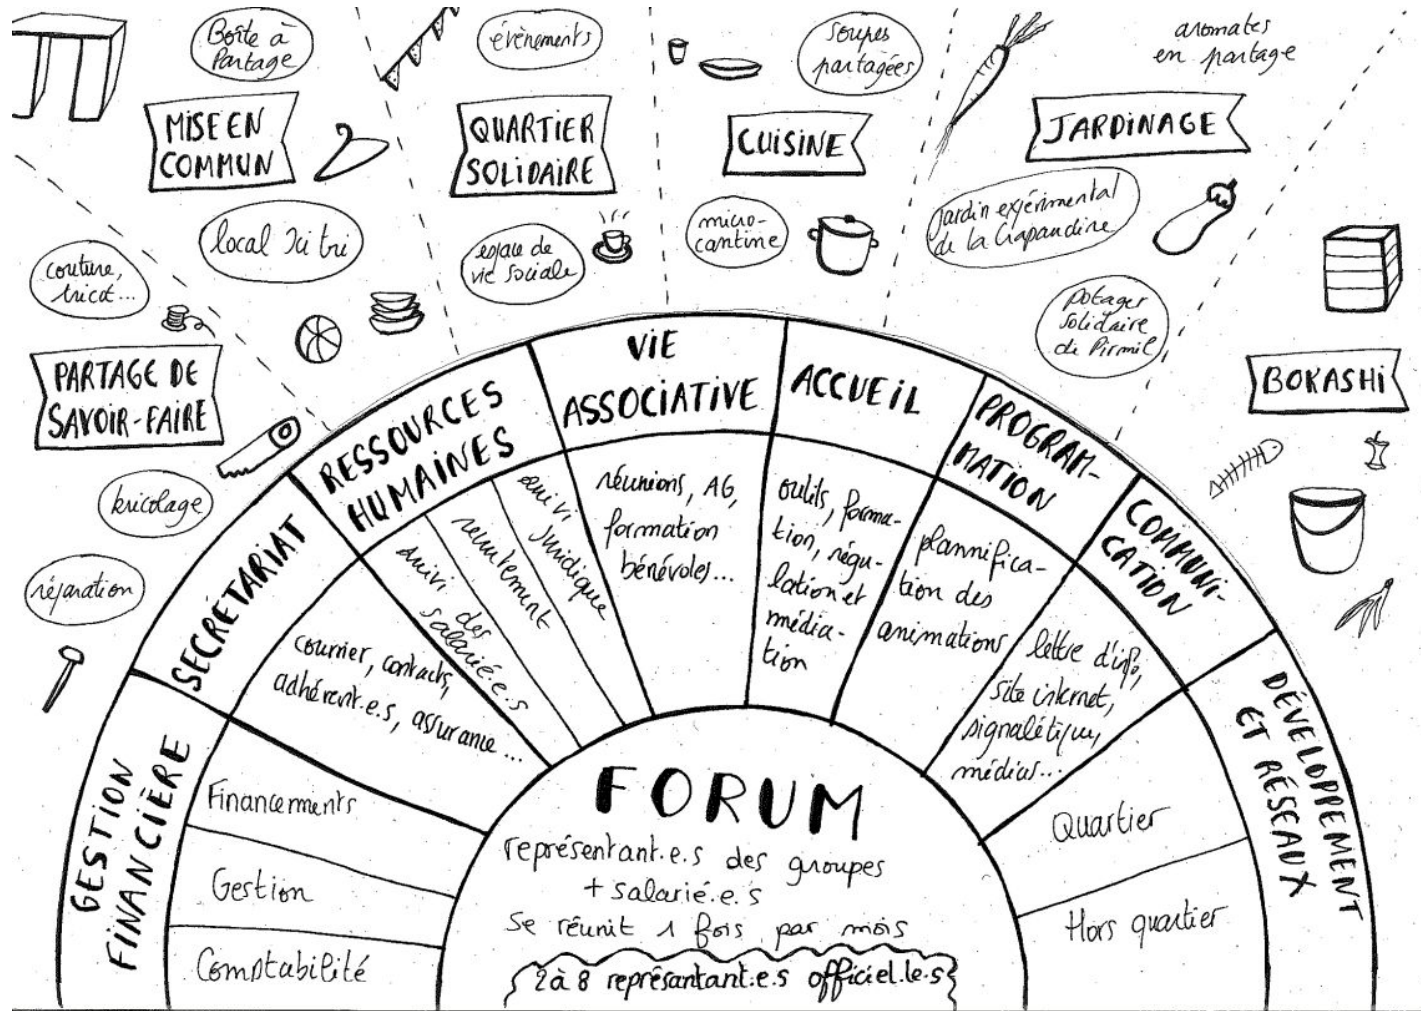 Boîte à
Partage
évènements
soupes
partagées
aromates
en partage
MISE EN
COMMUN
QUARTIER
SOLIDAIRE
CUISINE
JARDINAGE
couture,
tricot...
local Ici tri
espace de
vie sociale
micro-
cantine
jardin expérimental
de la Crapaudine
potager
solidaire
de Pirmil
PARTAGE DE
SAVOIR-FAIRE
BOKASHI
bricolage
réparation
GESTION
FINANCIÈRE
Financements
Gestion
Comptabilité
SECRÉTARIAT
courrier, contacts,
adhérent.e.s, assurance...
RESSOURCES
HUMAINES
suivi des
salarié.e.s
recrutement
suivi
juridique
VIE
ASSOCIATIVE
réunions, AG,
formation
bénévoles...
ACCUEIL
outils, forma-
tion, régu-
lation et
média-
tion
PROGRAM-
MATION
plannifica-
tion des
animations
COMMUNI-
CATION
lettre d'info,
site internet,
signalétique,
médias...
DÉVELOPPEMENT
ET RÉSEAUX
Quartier
Hors quartier
FORUM
représentant.e.s des groupes
+ salarié.e.s
se réunit 1 fois par mois
2 à 8 représantant.e.s officiel.le.s